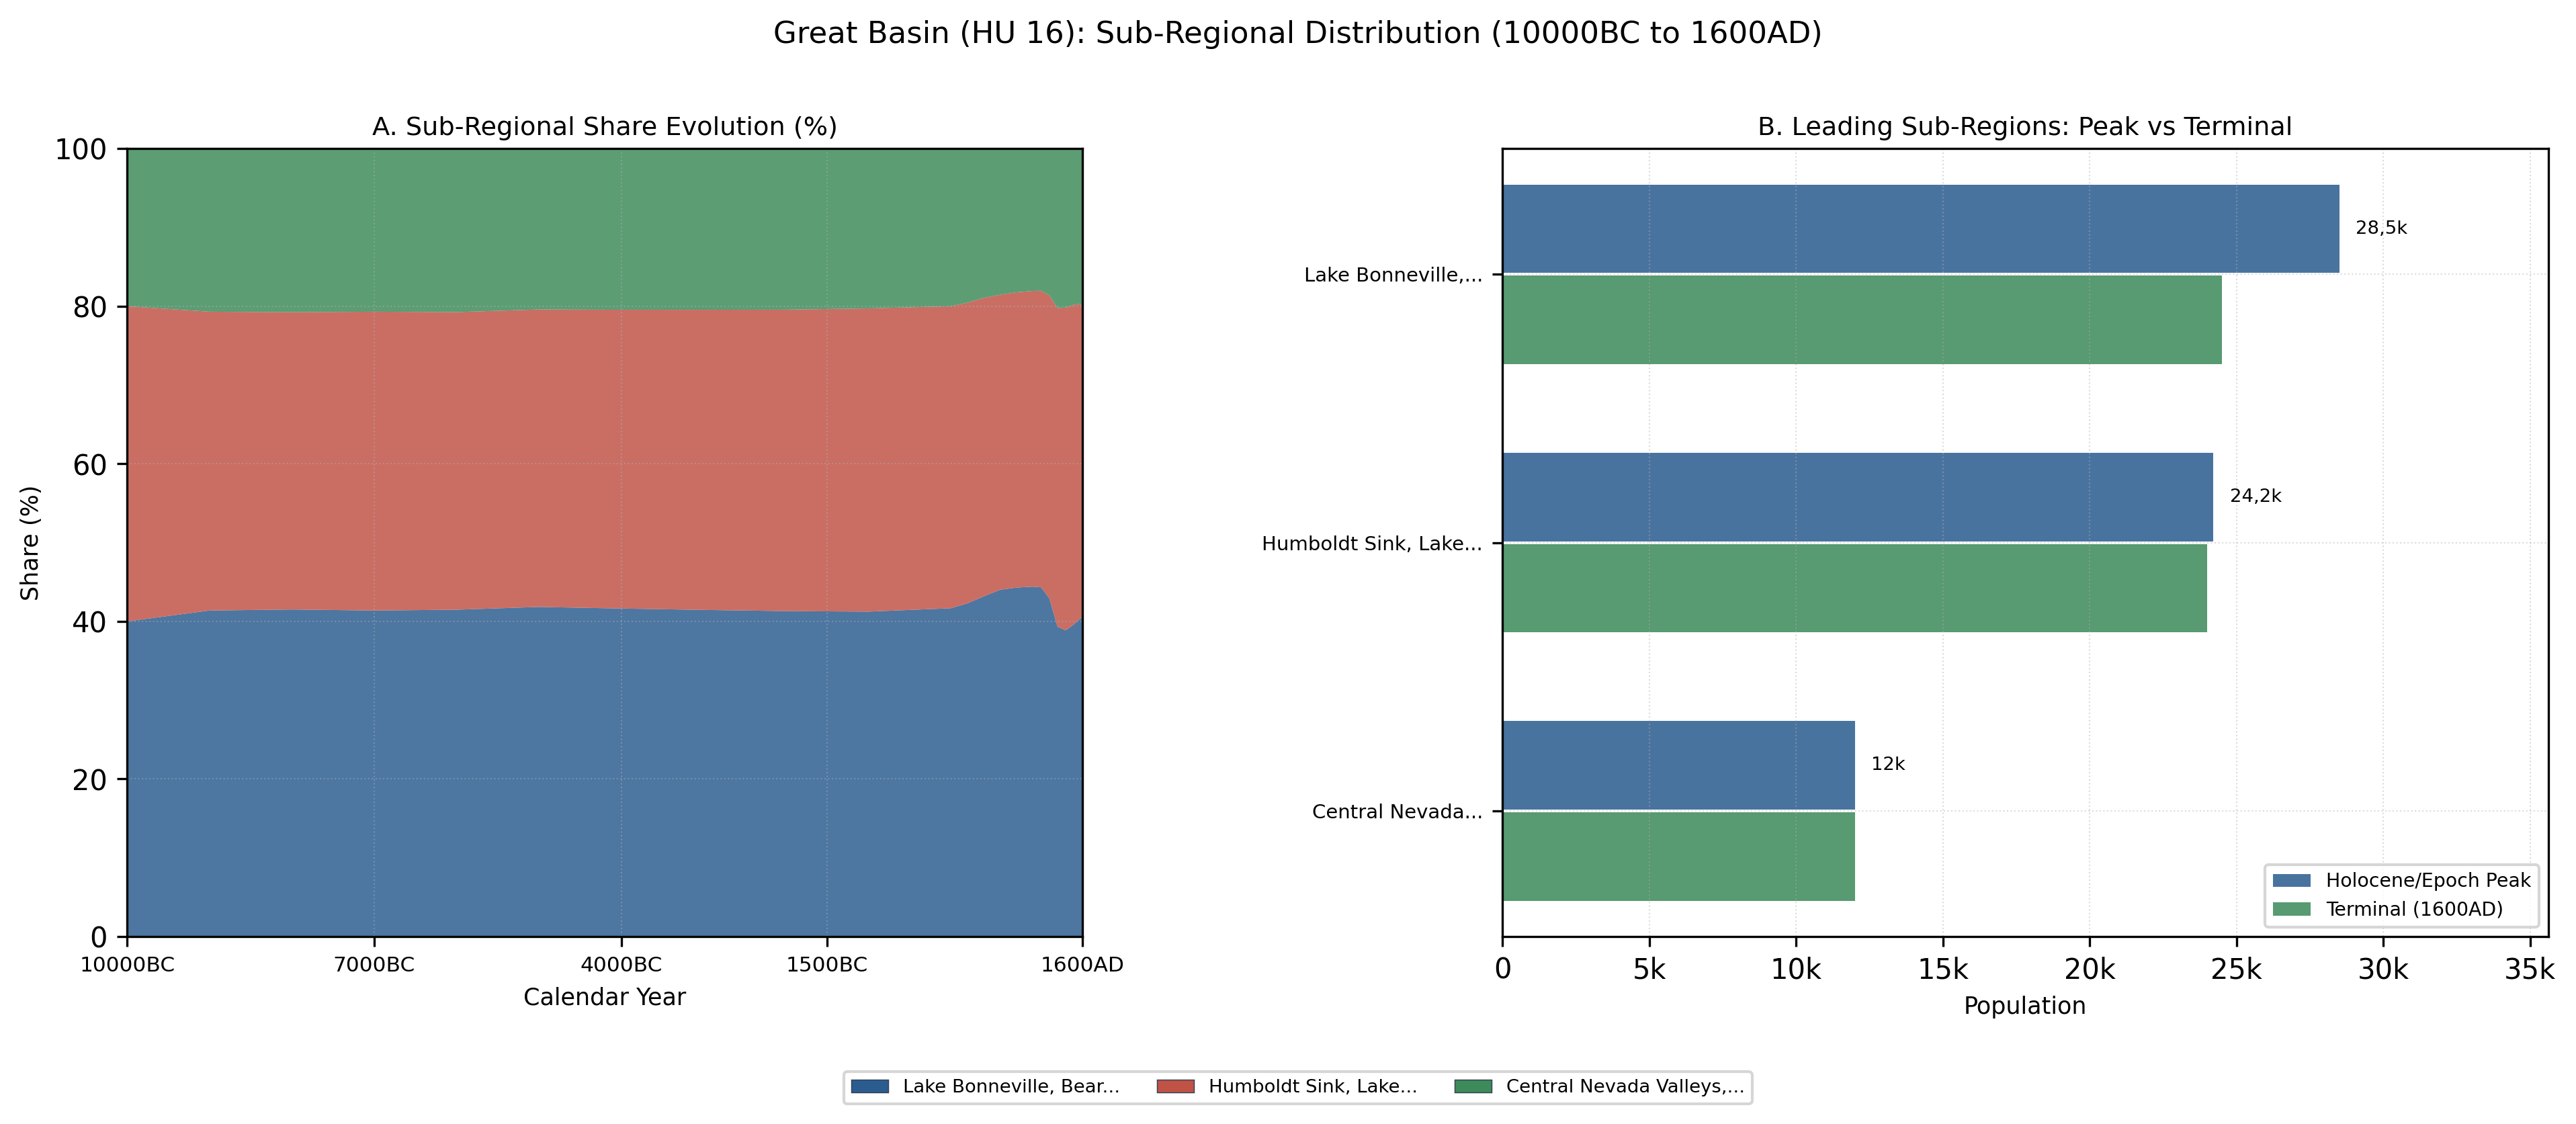 Great Basin (HU 16): Sub-Regional Distribution (10000BC to 1600AD)
A. Sub-Regional Share Evolution (%)
100
80
60
40
20
0
Share (%)
10000BC
7000BC
4000BC
1500BC
1600AD
Calendar Year
B. Leading Sub-Regions: Peak vs Terminal
Lake Bonneville,...
28,5k
Humboldt Sink, Lake...
24,2k
Central Nevada...
12k
Holocene/Epoch Peak
Terminal (1600AD)
0
5k
10k
15k
20k
25k
30k
35k
Population
Lake Bonneville, Bear...
Humboldt Sink, Lake...
Central Nevada Valleys,...